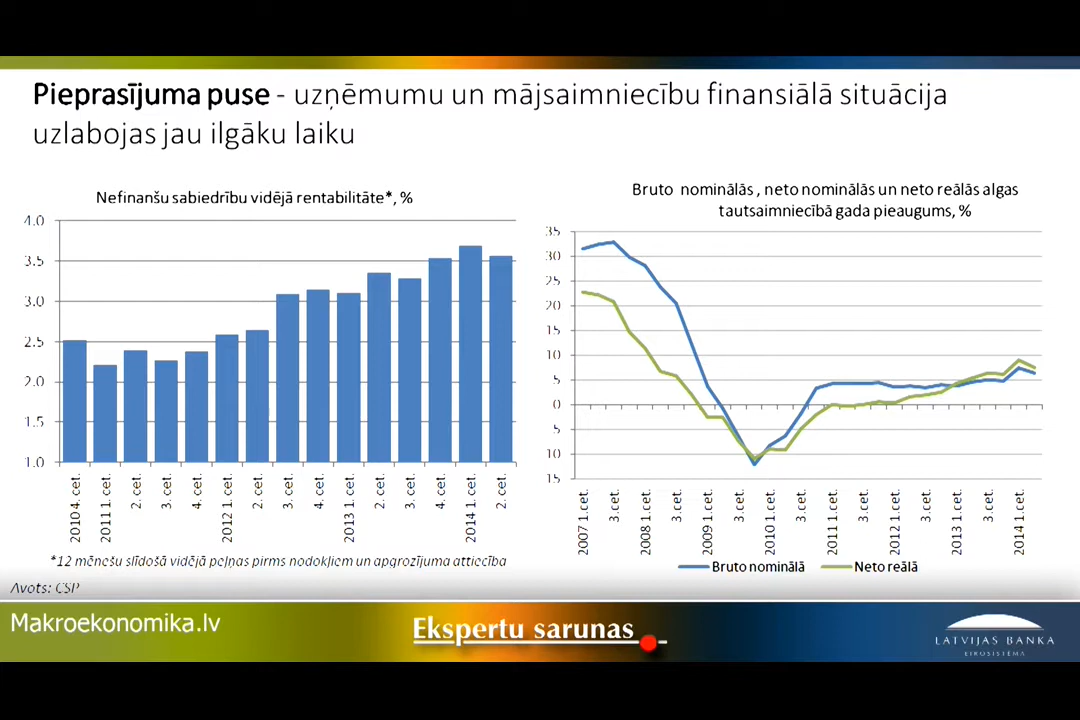 Pieprasījuma puse - uzņēmumu un mājsaimniecību finansiālā situācija
uzlabojas jau ilgāku laiku
Nefinanšu sabiedrību vidējā rentabilitāte*, %
4.0
3.5
3.0
2.5
2.0
1.5
1.0
2010 4. cet.
2011 1. cet.
2. cet.
3. cet.
4. cet.
2012 1. cet.
2. cet.
3. cet.
4. cet.
2013 1. cet.
2. cet.
3. cet.
4. cet.
2014 1. cet.
2. cet.
*12 mēnešu slīdošā vidējā peļņas pirms nodokļiem un apgrozījuma attiecība
Avots: CSP
Bruto nominālās , neto nominālās un neto reālās algas
tautsaimniecībā gada pieaugums, %
35
30
25
20
15
10
5
0
5
10
15
2007 1.cet.
3.cet.
2008 1.cet.
3.cet.
2009 1.cet.
3.cet.
2010 1.cet.
3.cet.
2011 1.cet.
3.cet.
2012 1.cet.
3.cet.
2013 1.cet.
3.cet.
2014 1.cet.
Bruto nominālā Neto reālā
Makroekonomika.lv
Ekspertu sarunas
LATVIJAS BANKA
EIROSISTĒMA